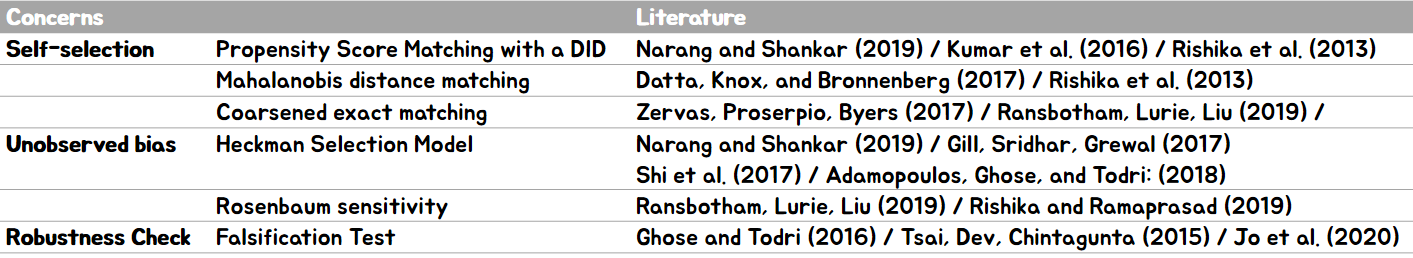 Concerns Literature
Self-selection Propensity Score Matching with a DID Narang and Shankar (2019) / Kumar et al. (2016) / Rishika et al. (2013)
Mahalanobis distance matching Datta, Knox, and Bronnenberg (2017) / Rishika et al. (2013)
Coarsened exact matching Zervas, Proserpio, Byers (2017) / Ransbotham, Lurie, Liu (2019) /
Unobserved bias Heckman Selection Model Narang and Shankar (2019) / Gill, Sridhar, Grewal (2017)
Shi et al. (2017) / Adamopoulos, Ghose, and Todri: (2018)
Rosenbaum sensitivity Ransbotham, Lurie, Liu (2019) / Rishika and Ramaprasad (2019)
Robustness Check Falsification Test Ghose and Todri (2016) / Tsai, Dev, Chintagunta (2015) / Jo et al. (2020)